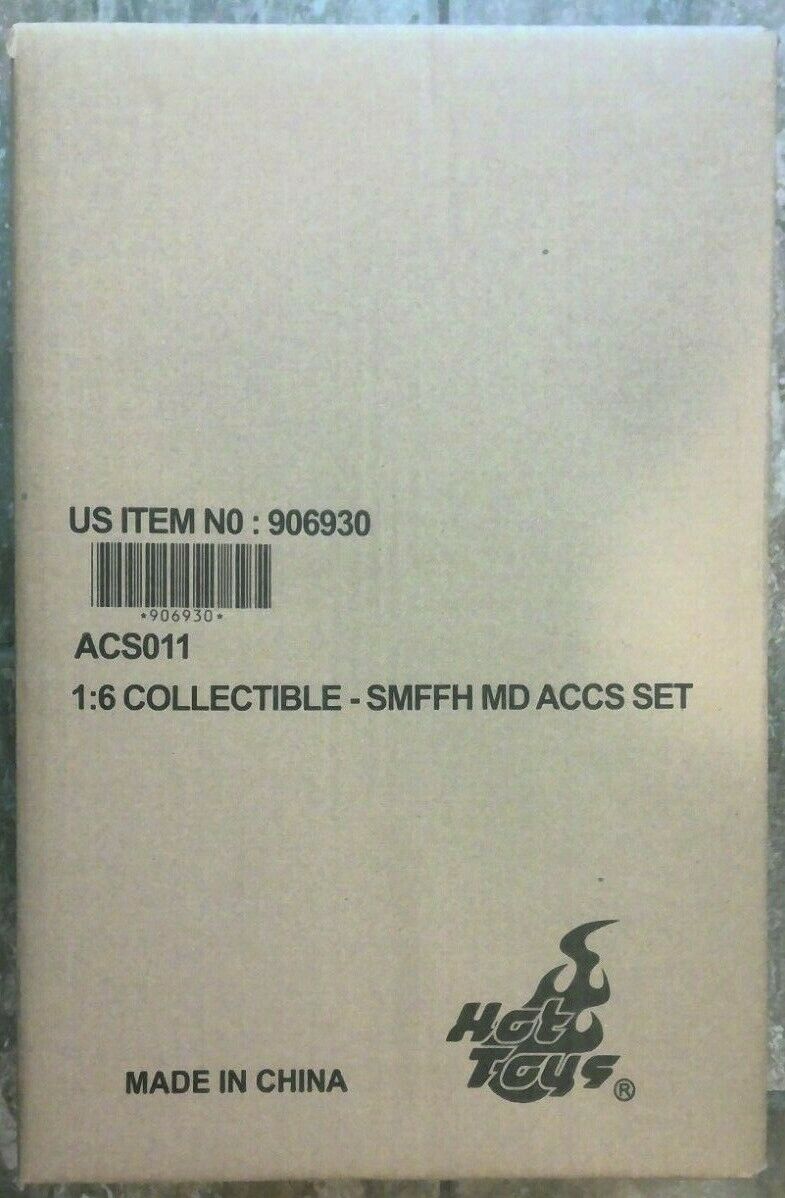 US ITEM N0 : 906930
*906930*
ACS011
1:6 COLLECTIBLE - SMFFH MD ACCS SET
Hot
Toys®
MADE IN CHINA